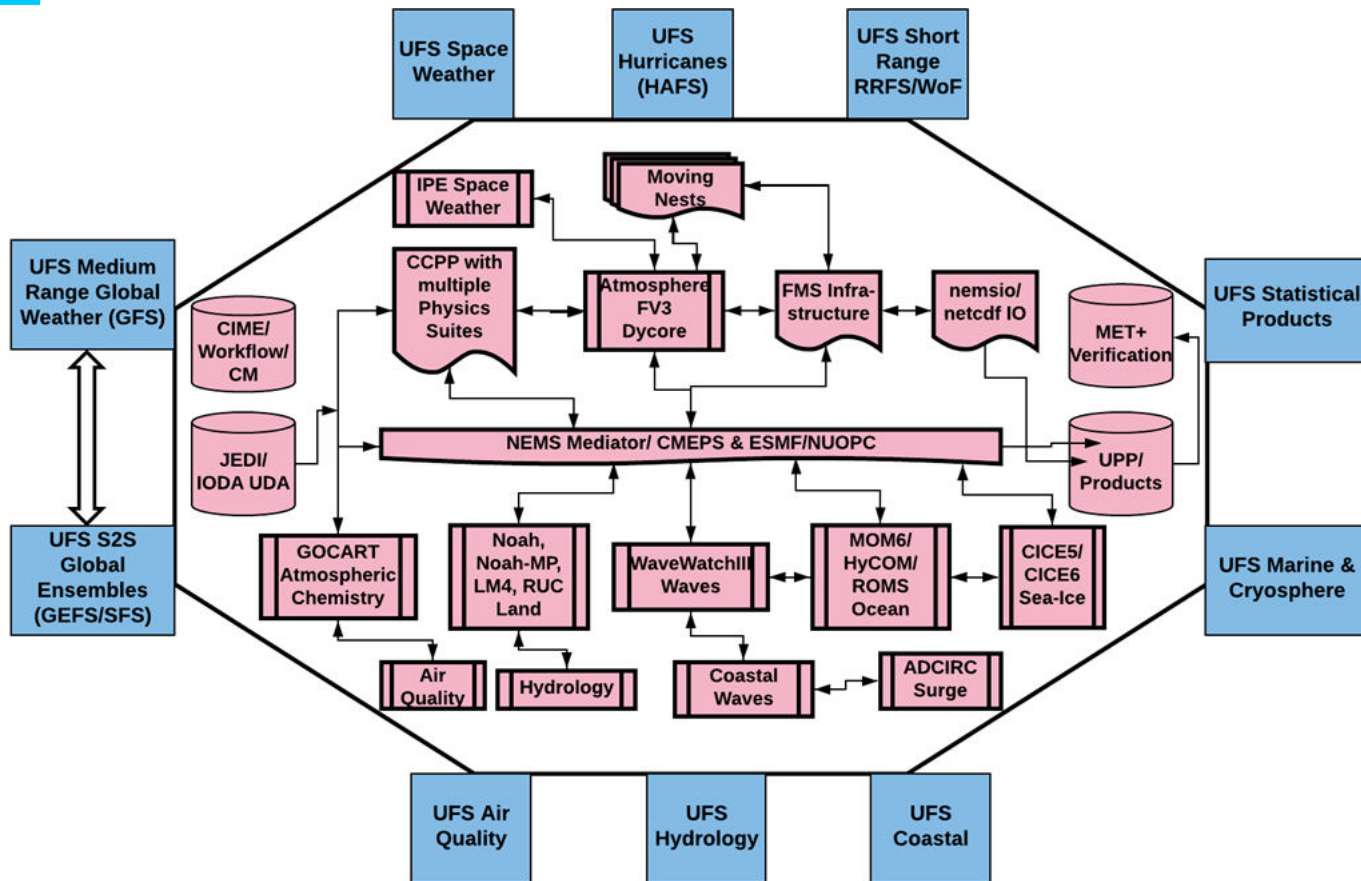 UFS Space
Weather
UFS
Hurricanes
(HAFS)
UFS Short
Range
RRFS/WoF
IPE Space
Weather
Moving
Nests
UFS Medium
Range Global
Weather (GFS)
CIME/
Workflow/
CM
CCPP with
multiple
Physics
Suites
Atmosphere
FV3
Dycore
FMS Infra-
structure
nemsio/
netcdf IO
MET+
Verification
UFS Statistical
Products
JEDI/
IODA UDA
NEMS Mediator/ CMEPS & ESMF/NUOPC
UPP/
Products
UFS S2S
Global
Ensembles
(GEFS/SFS)
GOCART
Atmospheric
Chemistry
Noah,
Noah-MP,
LM4, RUC
Land
WaveWatchIII
Waves
MOM6/
HyCOM/
ROMS
Ocean
CICE5/
CICE6
Sea-Ice
UFS Marine &
Cryosphere
Air
Quality
Hydrology
Coastal
Waves
ADCIRC
Surge
UFS Air
Quality
UFS
Hydrology
UFS
Coastal